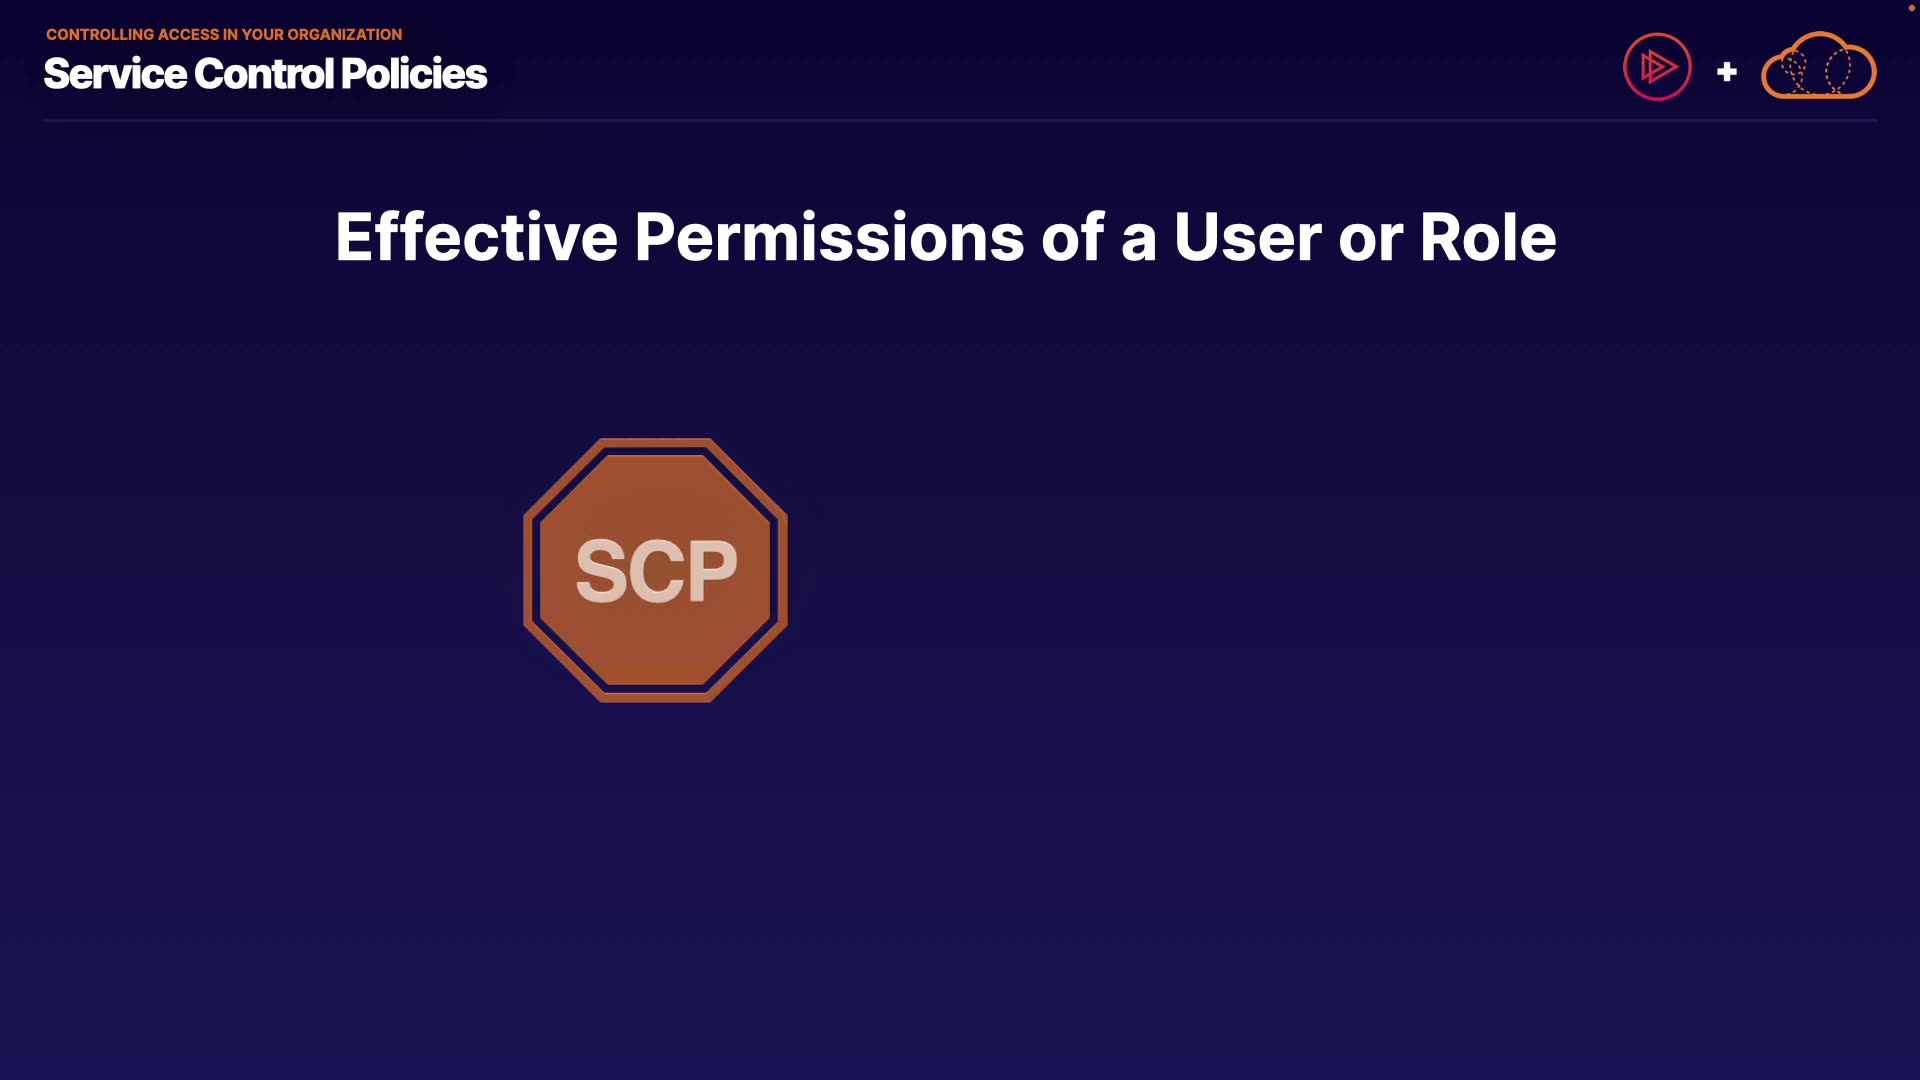 CONTROLLING ACCESS IN YOUR ORGANIZATION
Service Control Policies
Effective Permissions of a User or Role
SCP